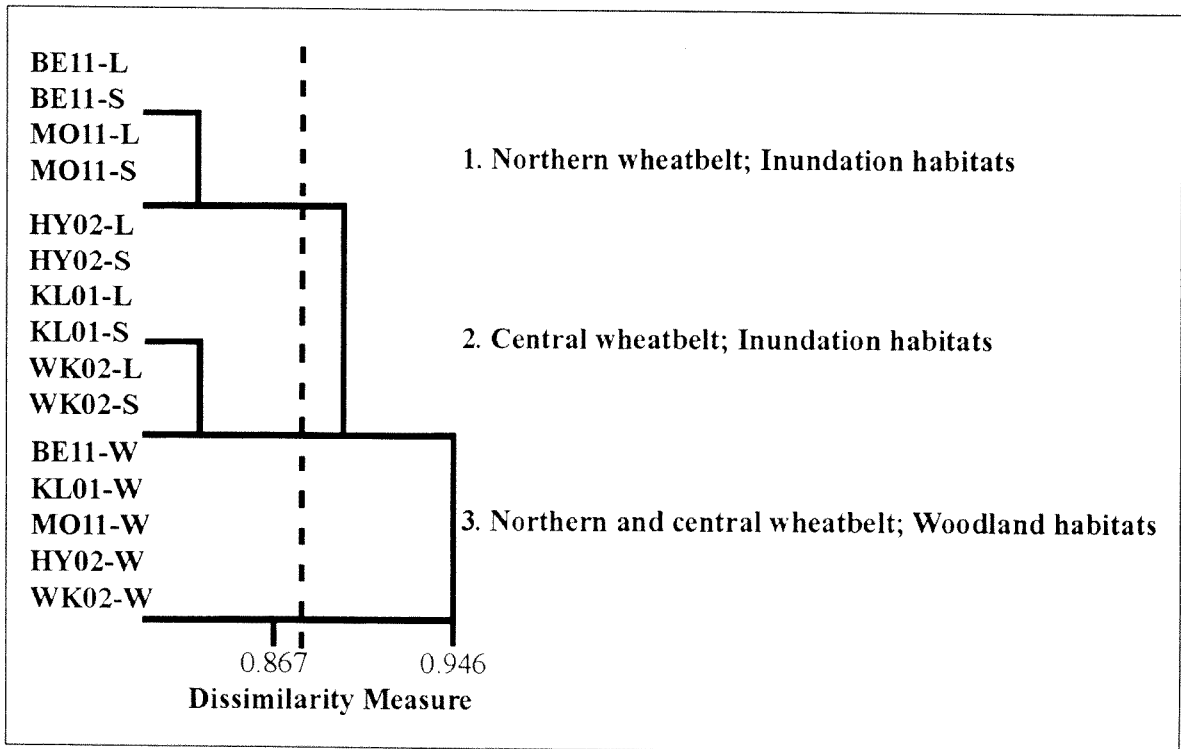 BE11-L
BE11-S
MO11-L
MO11-S
1. Northern wheatbelt; Inundation habitats
HY02-L
HY02-S
KL01-L
KL01-S
2. Central wheatbelt; Inundation habitats
WK02-L
WK02-S
BE11-W
KL01-W
MO11-W
3. Northern and central wheatbelt; Woodland habitats
HY02-W
WK02-W
0.867 0.946
Dissimilarity Measure